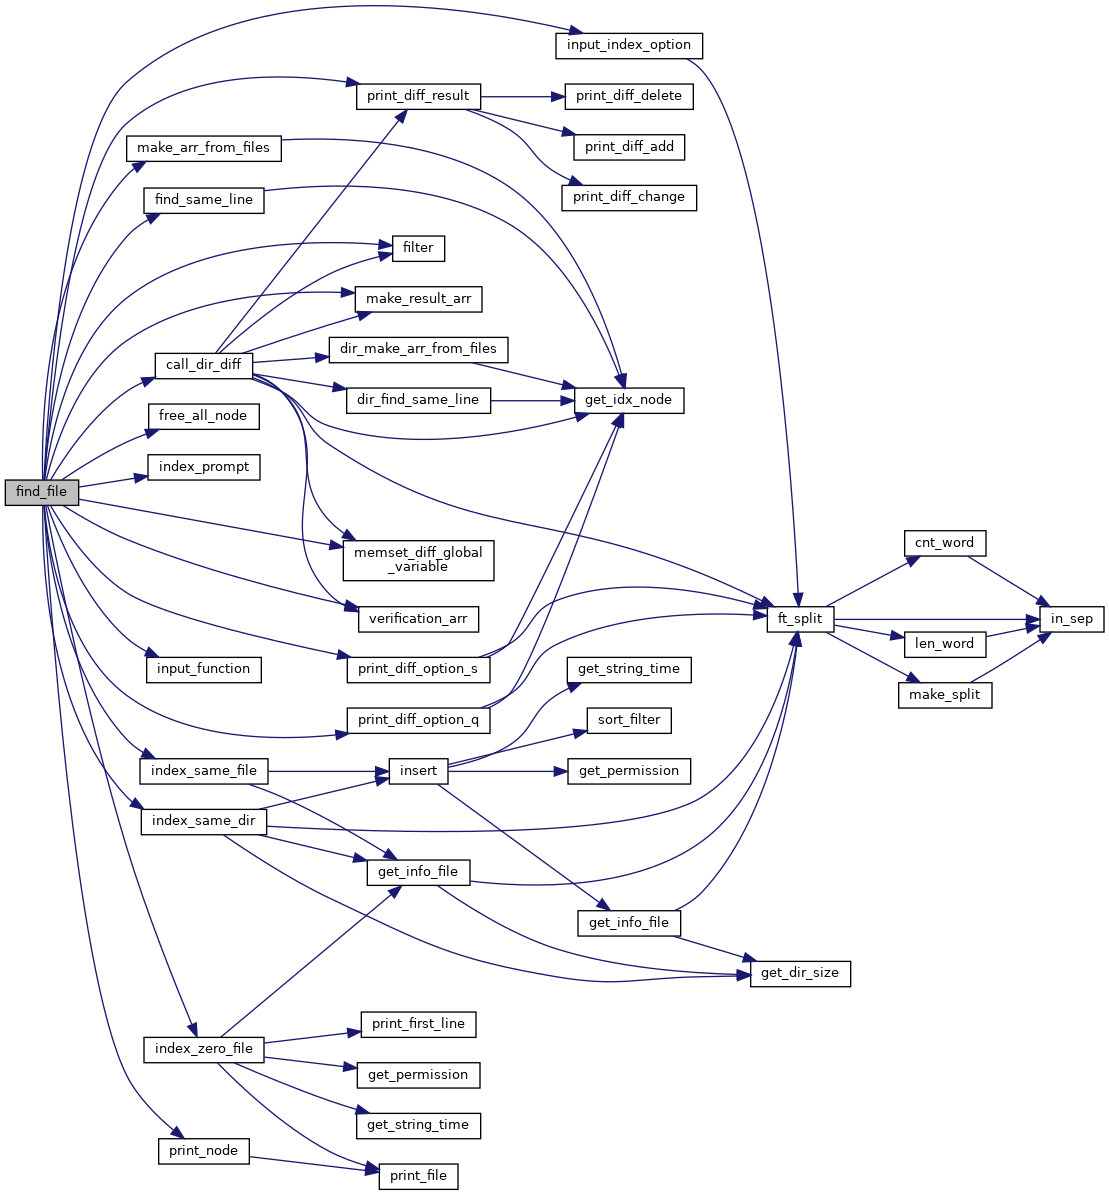 input_index_option
print_diff_result
print_diff_delete
make_arr_from_files
print_diff_add
find_same_line
print_diff_change
filter
make_result_arr
call_dir_diff
dir_make_arr_from_files
dir_find_same_line
get_idx_node
free_all_node
index_prompt
find_file
memset_diff_global
_variable
cnt_word
verification_arr
ft_split
in_sep
len_word
input_function
print_diff_option_s
get_string_time
make_split
print_diff_option_q
sort_filter
index_same_file
insert
get_permission
index_same_dir
get_info_file
get_info_file
get_dir_size
print_first_line
index_zero_file
get_permission
get_string_time
print_node
print_file